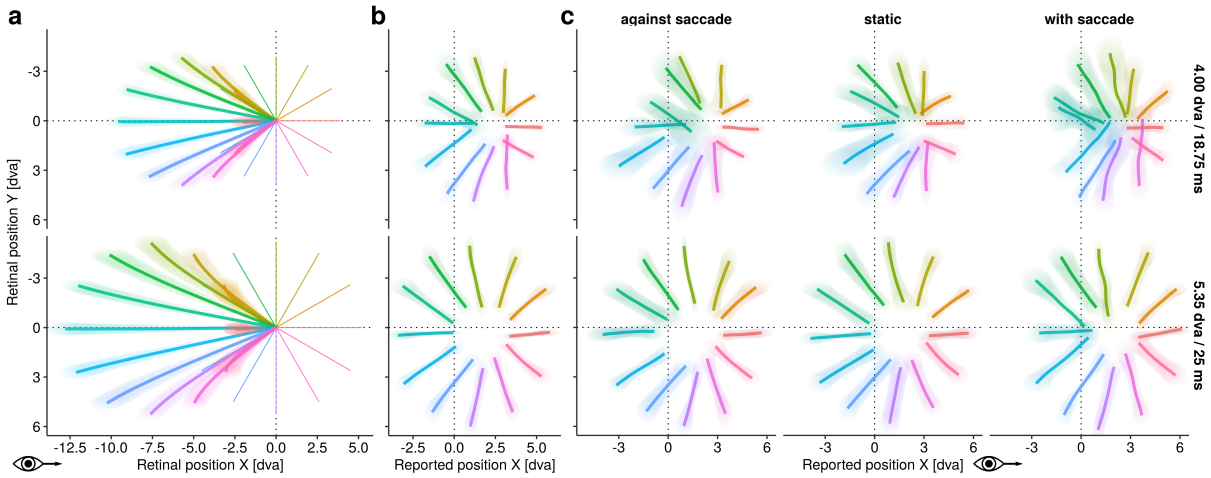 a
b
c
against saccade
static
with saccade
-3
0
3
6
4.00 dva / 18.75 ms
Retinal position Y [dva]
-3
0
3
6
5.35 dva / 25 ms
-12.5 -10.0 -7.5 -5.0 -2.5 0.0 2.5 5.0
-2.5 0.0 2.5 5.0
-3 0 3 6
-3 0 3 6
-3 0 3 6
Retinal position X [dva]
Reported position X [dva]
Reported position X [dva]